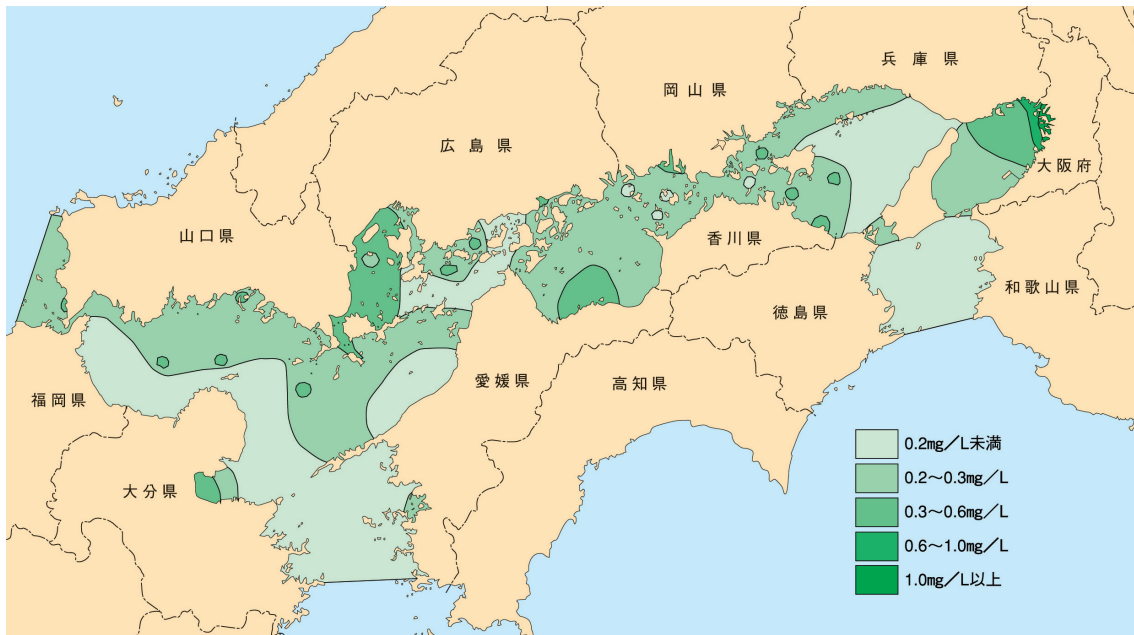 兵庫県
岡山県
広島県
大阪府
山口県
香川県
和歌山県
徳島県
愛媛県
高知県
福岡県
大分県
0.2mg／L未満
0.2～0.3mg／L
0.3～0.6mg／L
0.6～1.0mg／L
1.0mg／L以上